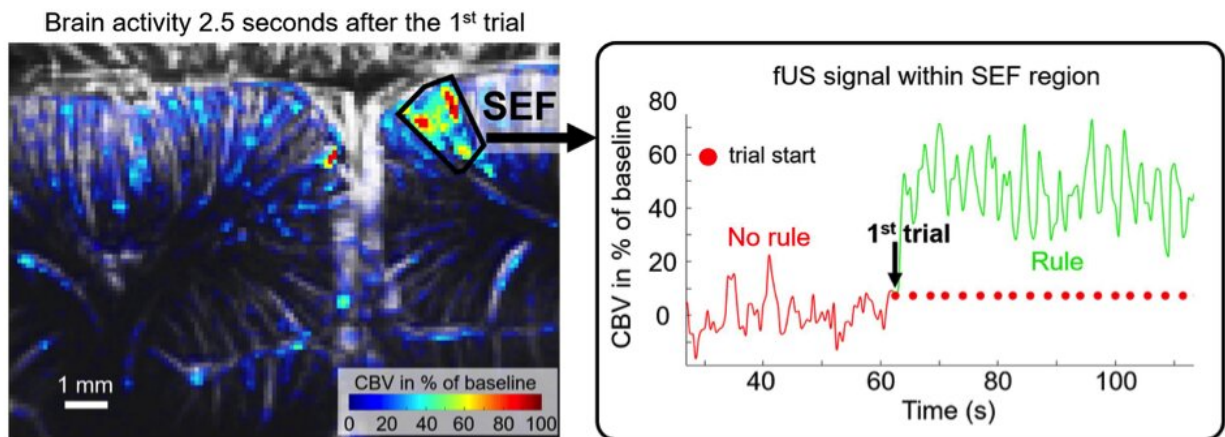 Brain activity 2.5 seconds after the 1st trial
SEF
1 mm
CBV in % of baseline
0 20 40 60 80 100
fUS signal within SEF region
80
60
40
20
0
CBV in % of baseline
trial start
No rule
1st trial
Rule
40 60 80 100
Time (s)